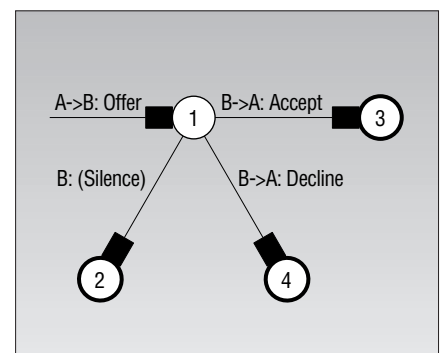 A->B: Offer
1
B->A: Accept
3
B: (Silence)
B->A: Decline
2
4